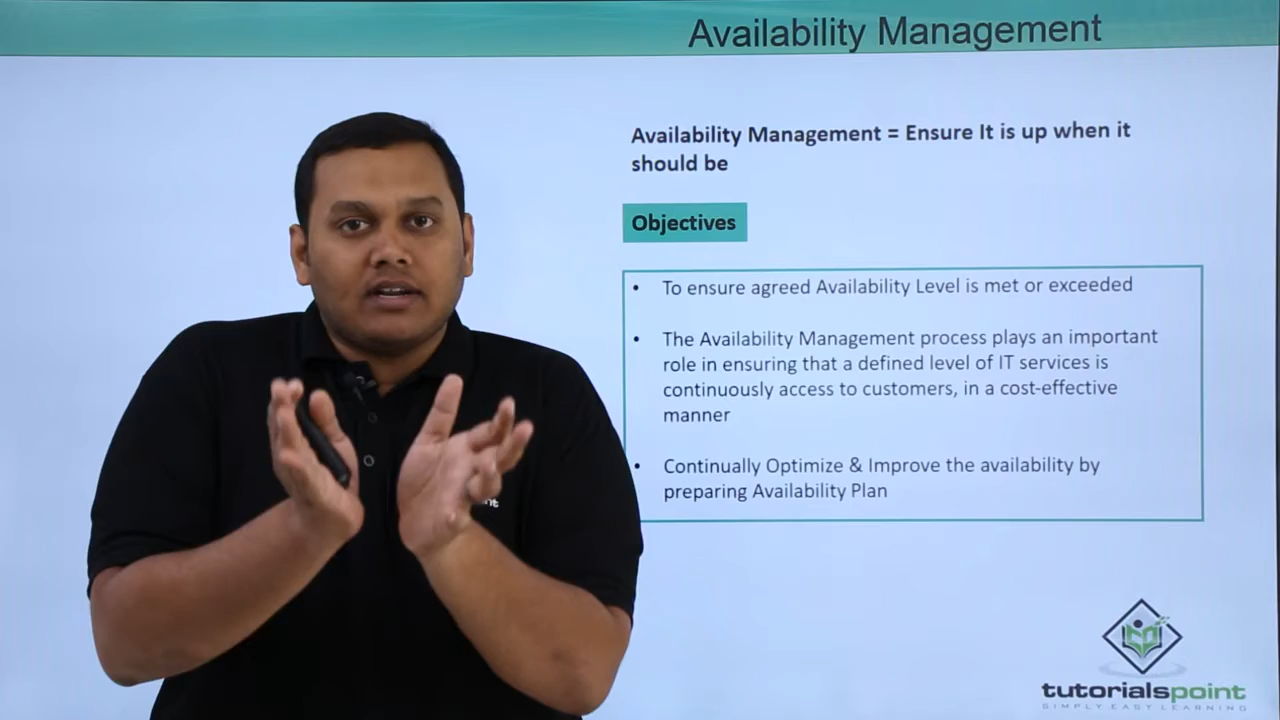 Availability Management
Availability Management = Ensure It is up when it
should be
Objectives
• To ensure agreed Availability Level is met or exceeded
• The Availability Management process plays an important
role in ensuring that a defined level of IT services is
continuously access to customers, in a cost-effective
manner
• Continually Optimize & Improve the availability by
preparing Availability Plan
nt
tutorialspoint
SIMPLY EASY LEARNING